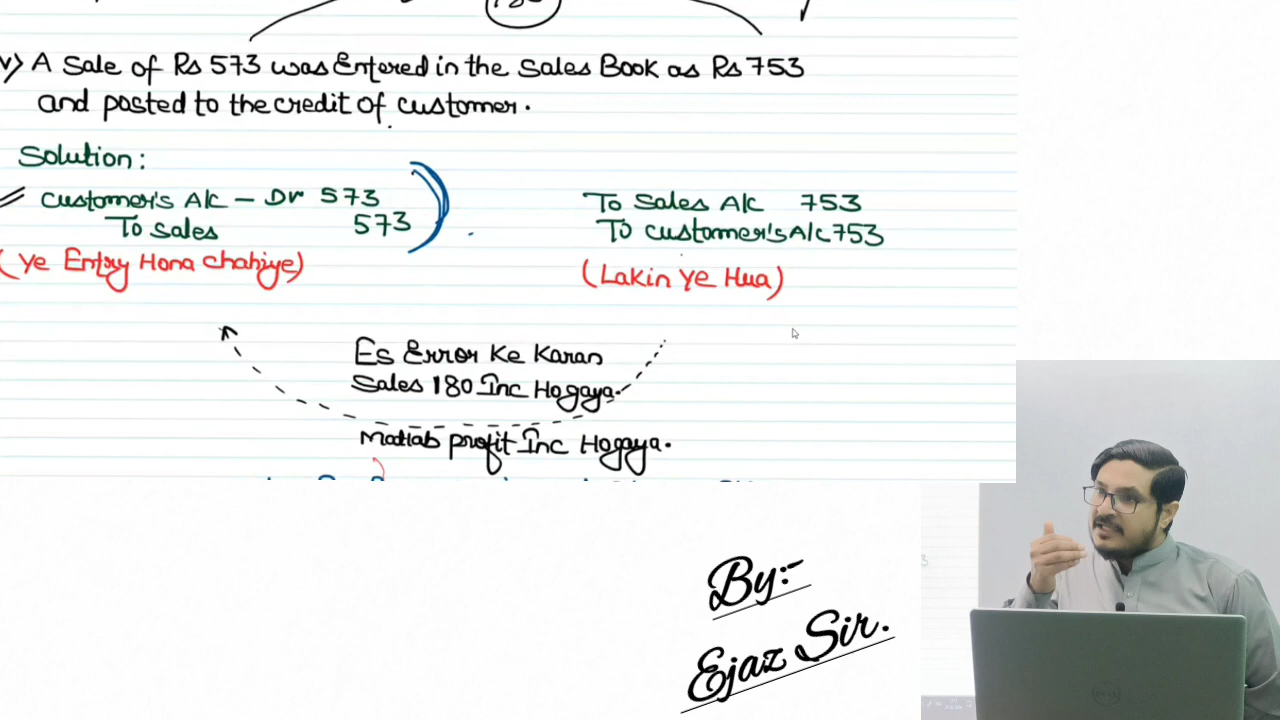 v) A Sale of Rs 573 was Entered in the Sales Book as Rs 753
and posted to the credit of customer.
Solution:
Customer's A/c - Dr 573
To Sales 573
(Ye Entry Hona Chahiye)
To Sales A/c 753
To customer's A/c 753
(Lakin Ye Hua)
Es Error Ke Karan
Sales 180 Inc Hogaya.
Matlab profit Inc Hogaya.
By:-
Ejaz Sir.